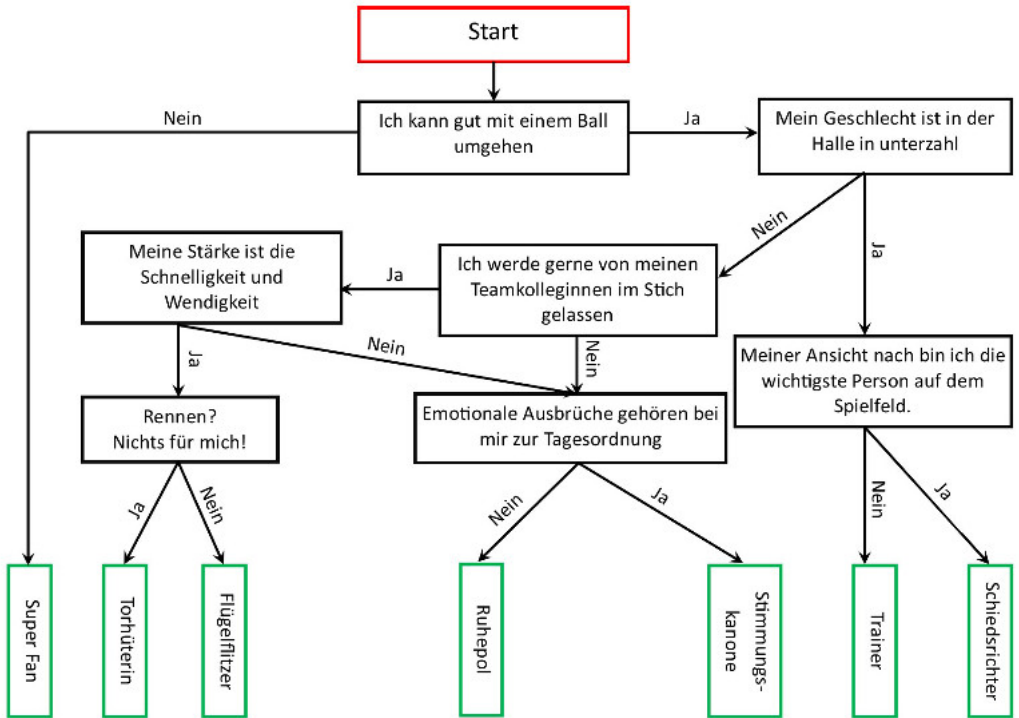 Start
Nein
Ich kann gut mit einem Ball
umgehen
Ja
Mein Geschlecht ist in der
Halle in unterzahl
Nein
Ja
Meine Stärke ist die
Schnelligkeit und
Wendigkeit
Ja
Ich werde gerne von meinen
Teamkolleginnen im Stich
gelassen
Ja
Nein
Nein
Meiner Ansicht nach bin ich die
wichtigste Person auf dem
Spielfeld.
Rennen?
Nichts für mich!
Emotionale Ausbrüche gehören bei
mir zur Tagesordnung
Ja
Nein
Nein
Ja
Nein
Ja
Super Fan
Torhüterin
Flügelflitzer
Ruhepol
Stimmungs-
kanone
Trainer
Schiedsrichter